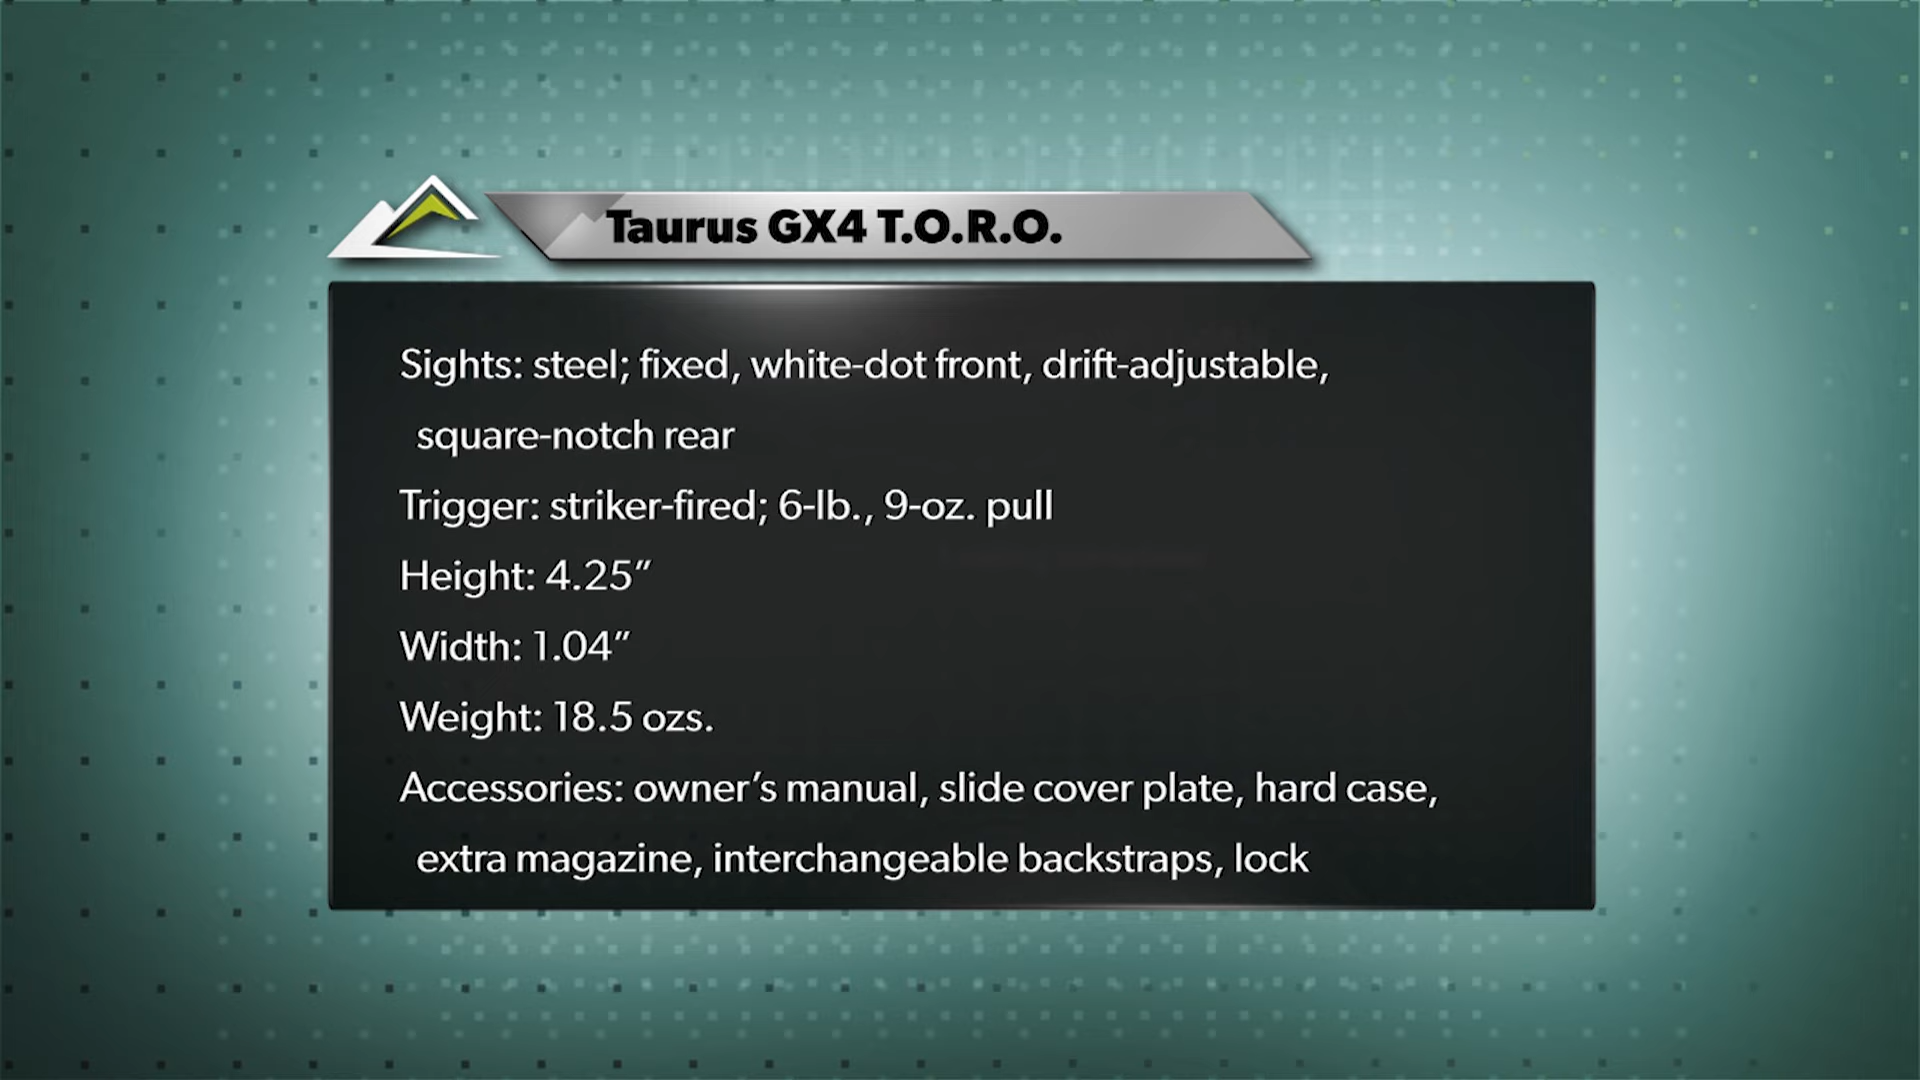 Taurus GX4 T.O.R.O.
Sights: steel; fixed, white-dot front, drift-adjustable,
square-notch rear
Trigger: striker-fired; 6-lb., 9-oz. pull
Height: 4.25”
Width: 1.04”
Weight: 18.5 ozs.
Accessories: owner’s manual, slide cover plate, hard case,
extra magazine, interchangeable backstraps, lock